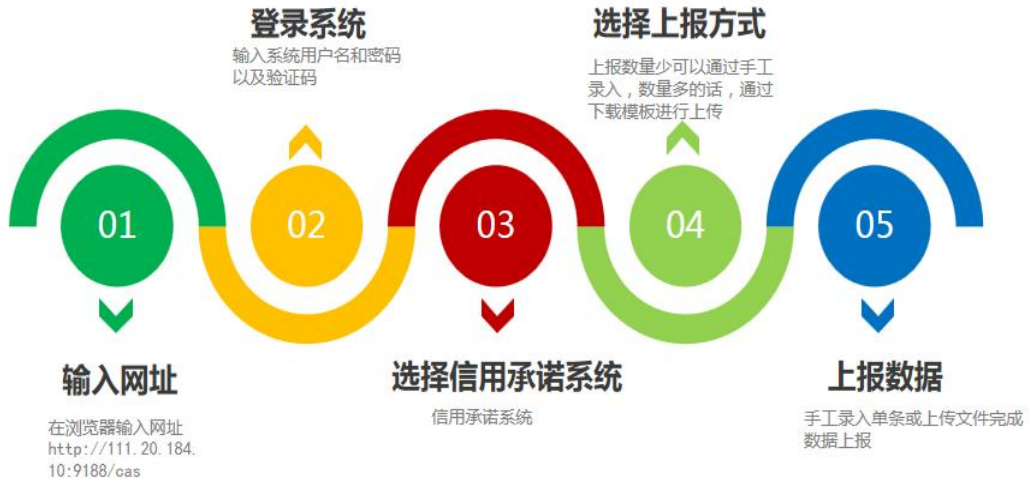 登录系统
输入系统用户名和密码
以及验证码
选择上报方式
上报数量少可以通过手工
录入，数量多的话，通过
下载模板进行上传
01
02
03
04
05
输入网址
在浏览器输入网址
http://111.20.184.
10:9188/cas
选择信用承诺系统
信用承诺系统
上报数据
手工录入单条或上传文件完成
数据上报